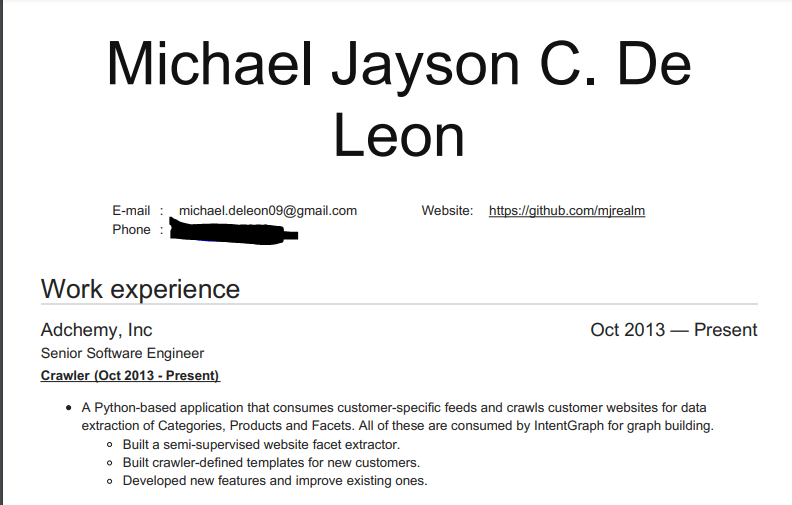 Michael Jayson C. De
Leon
E-mail : michael.deleon09@gmail.com Website: https://github.com/mjrealm
Phone :
Work experience
Adchemy, Inc Oct 2013 — Present
Senior Software Engineer
Crawler (Oct 2013 - Present)
• A Python-based application that consumes customer-specific feeds and crawls customer websites for data
extraction of Categories, Products and Facets. All of these are consumed by IntentGraph for graph building.
◦ Built a semi-supervised website facet extractor.
◦ Built crawler-defined templates for new customers.
◦ Developed new features and improve existing ones.